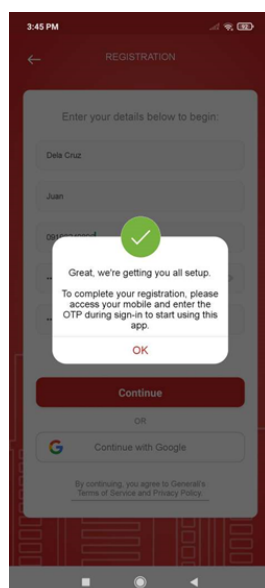 3:45 PM
92
REGISTRATION
Enter your details below to begin:
Dela Cruz
Juan
Great, we're getting you all setup.
To complete your registration, please
access your mobile and enter the
OTP during sign-in to start using this
app.
OK
Continue
OR
Continue with Google
By continuing, you agree to Generali's
Terms of Service and Privacy Policy.